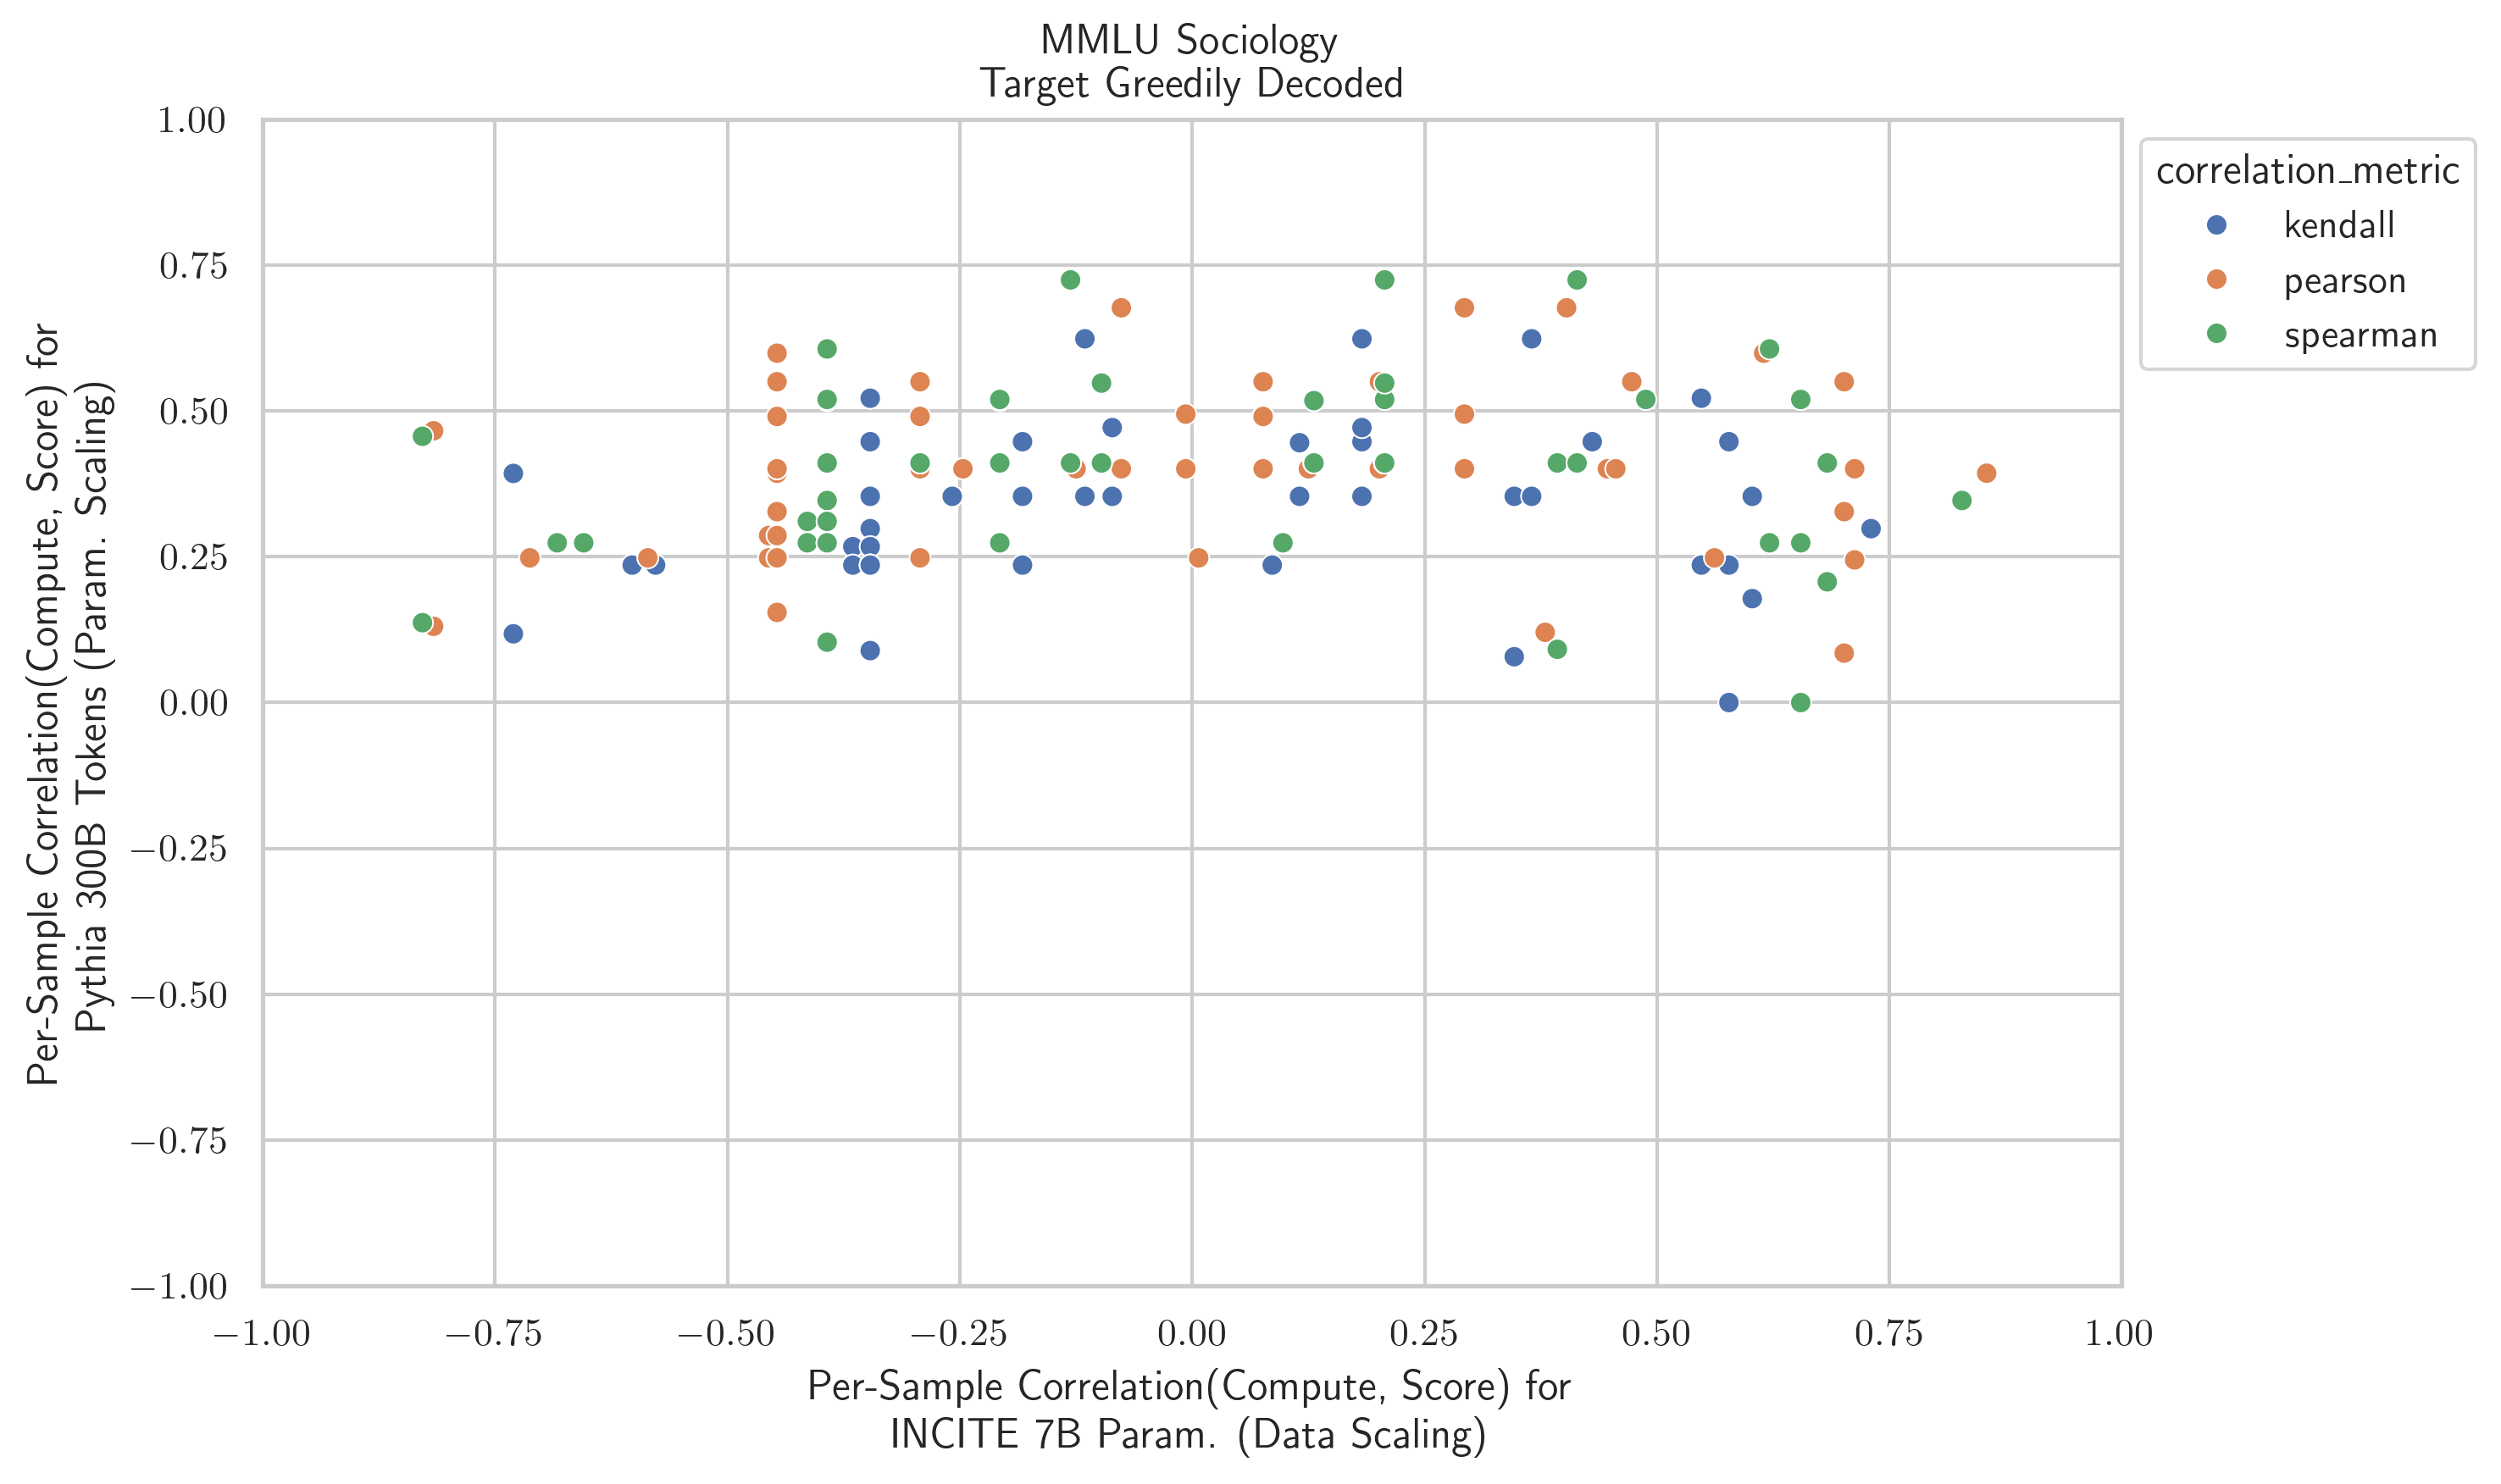 MMLU Sociology
Target Greedily Decoded
1.00
0.75
0.50
0.25
0.00
−0.25
−0.50
−0.75
−1.00
Per-Sample Correlation(Compute, Score) for
Pythia 300B Tokens (Param. Scaling)
−1.00
−0.75
−0.50
−0.25
0.00
0.25
0.50
0.75
1.00
Per-Sample Correlation(Compute, Score) for
INCITE 7B Param. (Data Scaling)
correlation_metric
kendall
pearson
spearman